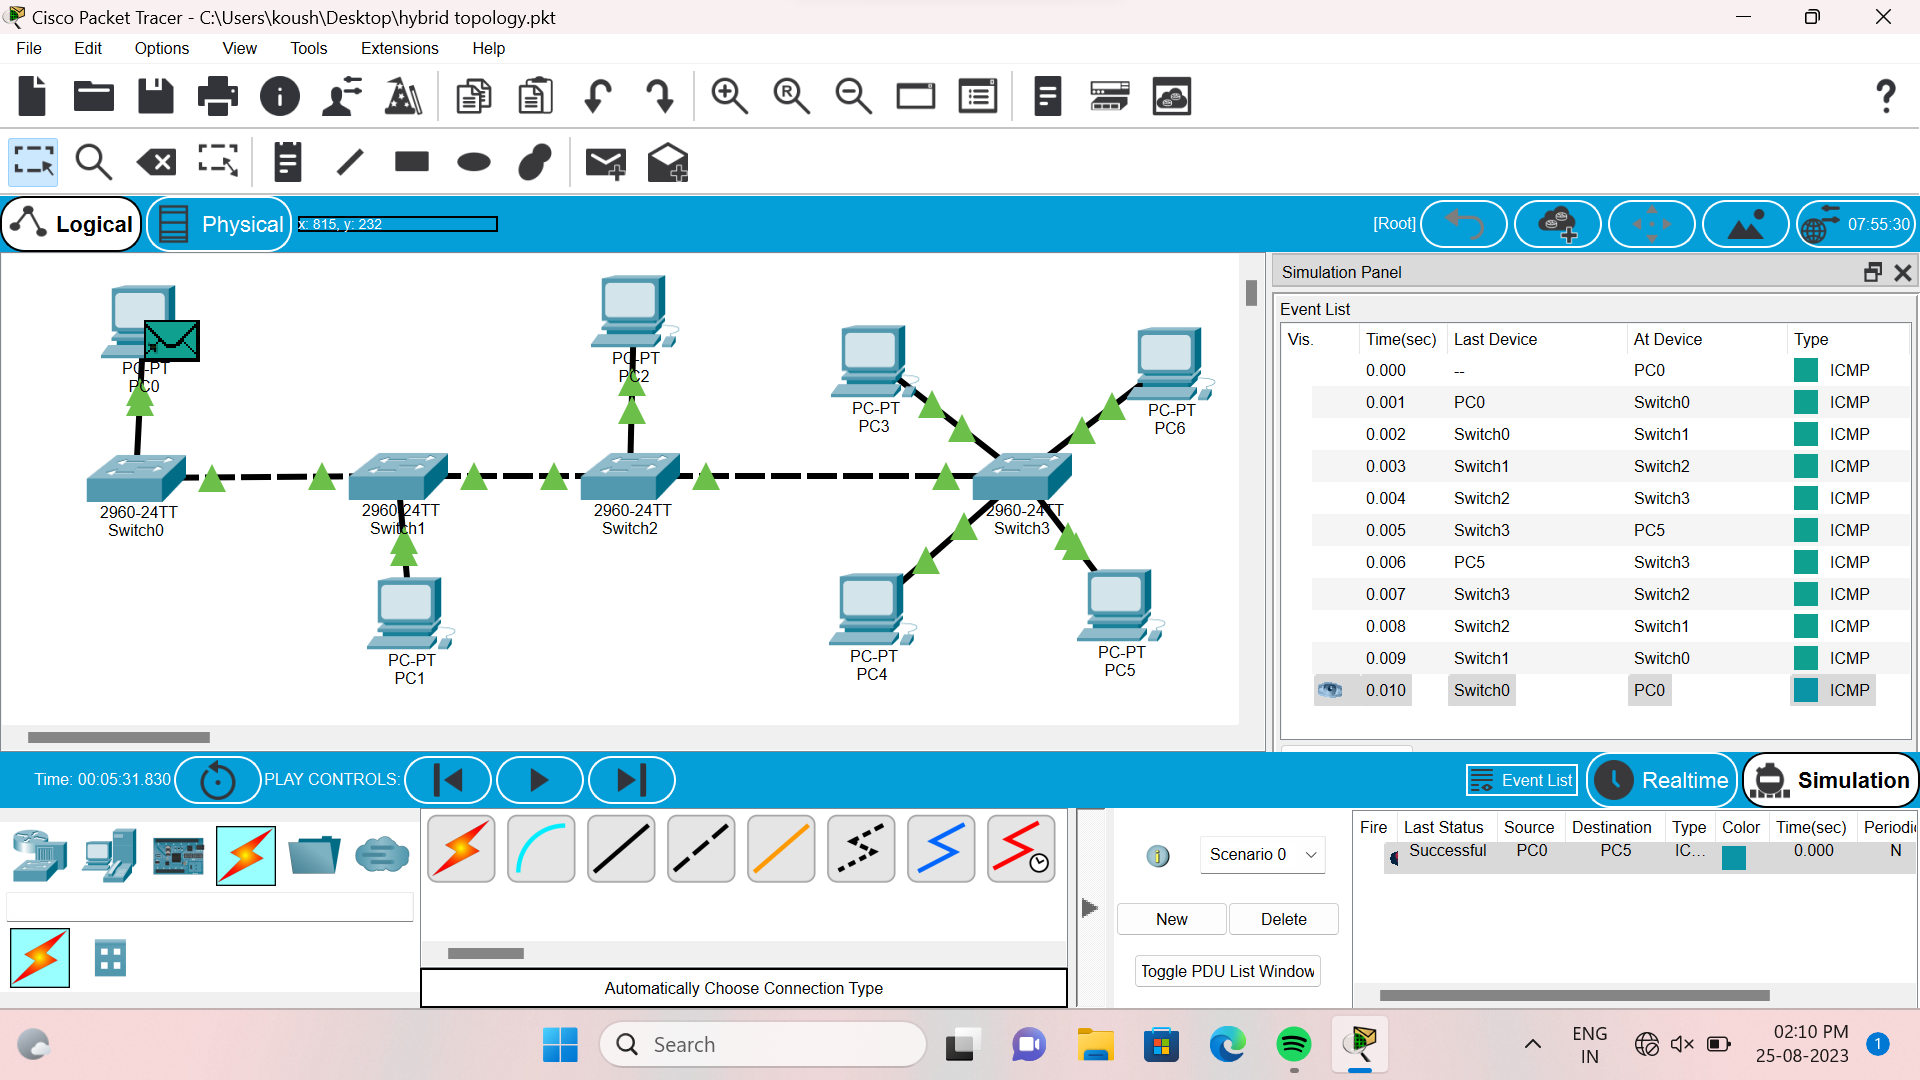 Cisco Packet Tracer - C:\Users\koush\Desktop\hybrid topology.pkt
File Edit Options View Tools Extensions Help
Logical Physical x: 815, y: 232 [Root] 07:55:30
PC-PT
PC0
PC-PT
PC2
PC-PT
PC3
PC-PT
PC6
2960-24TT
Switch0
2960-24TT
Switch1
2960-24TT
Switch2
2960-24TT
Switch3
PC-PT
PC1
PC-PT
PC4
PC-PT
PC5
Simulation Panel
Event List
Vis. Time(sec) Last Device At Device Type
0.000 -- PC0 ICMP
0.001 PC0 Switch0 ICMP
0.002 Switch0 Switch1 ICMP
0.003 Switch1 Switch2 ICMP
0.004 Switch2 Switch3 ICMP
0.005 Switch3 PC5 ICMP
0.006 PC5 Switch3 ICMP
0.007 Switch3 Switch2 ICMP
0.008 Switch2 Switch1 ICMP
0.009 Switch1 Switch0 ICMP
0.010 Switch0 PC0 ICMP
Time: 00:05:31.830 PLAY CONTROLS: Event List Realtime Simulation
Scenario 0
New Delete
Toggle PDU List Window
Fire Last Status Source Destination Type Color Time(sec) Periodi
Successful PC0 PC5 IC... 0.000 N
Automatically Choose Connection Type
Search
ENG
IN
02:10 PM
25-08-2023
1